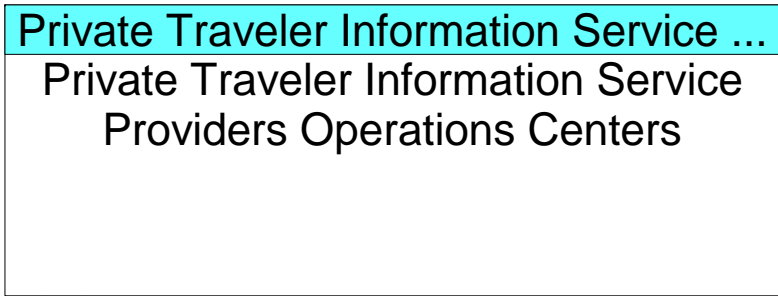 Private Traveler Information Service ...
Private Traveler Information Service
Providers Operations Centers